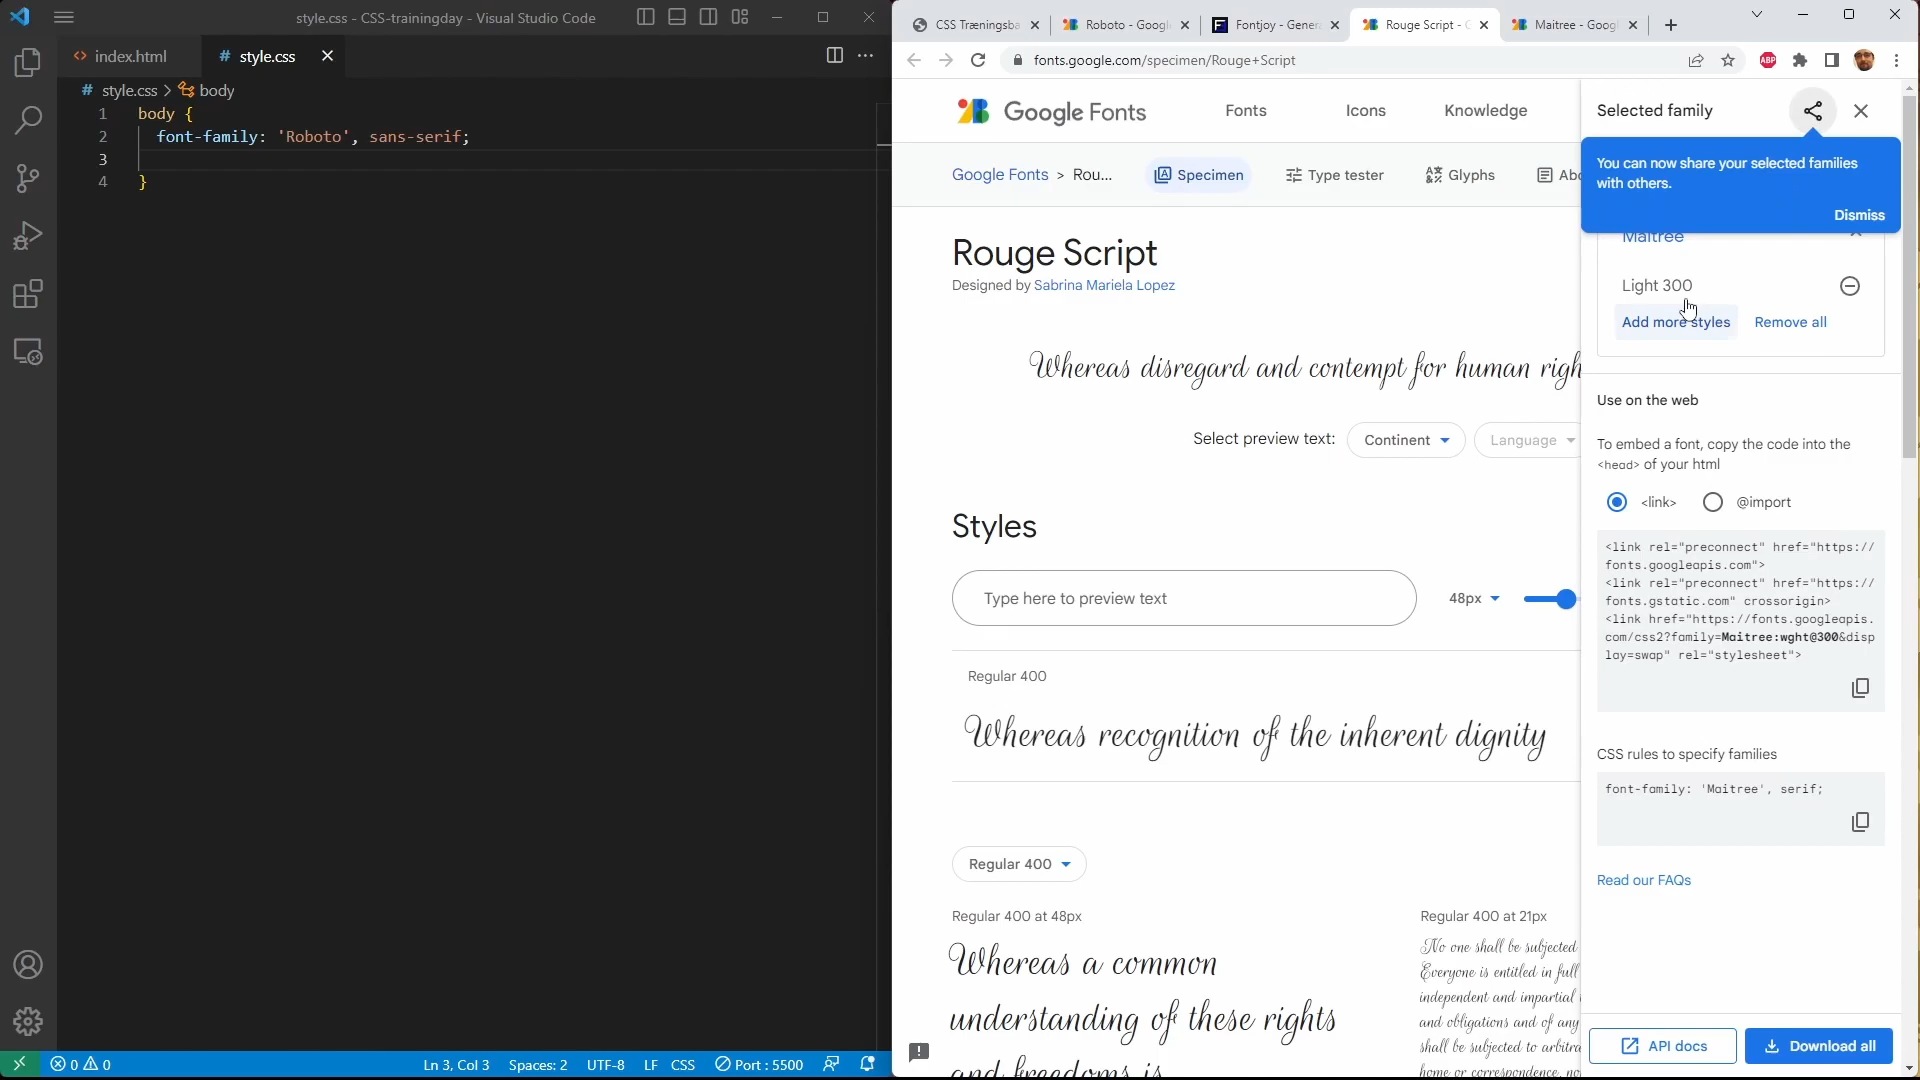 style.css - CSS-trainingday - Visual Studio Code
index.html
# style.css
# style.css > body
1 body {
2 font-family: 'Roboto', sans-serif;
3
4 }
0 0
Ln 3, Col 3
Spaces: 2
UTF-8
LF
CSS
Port : 5500
CSS Træningsba
Roboto - Googl
Fontjoy - Genera
Rouge Script - G
Maitree - Googl
fonts.google.com/specimen/Rouge+Script
ABP
Google Fonts
Fonts
Icons
Knowledge
Google Fonts > Rou...
Specimen
Type tester
Glyphs
Abo
Rouge Script
Designed by Sabrina Mariela Lopez
Whereas disregard and contempt for human righ
Select preview text:
Continent
Language
Styles
Type here to preview text
48px
Regular 400
Whereas recognition of the inherent dignity
Regular 400
Regular 400 at 48px
Whereas a common
understanding of these rights
and freedoms is
Regular 400 at 21px
No one shall be subjected
Everyone is entitled in full
independent and impartial
and obligations and of any
shall be subjected to arbitra
home or correspondence, no
Selected family
You can now share your selected families
with others.
Dismiss
Maitree
Light 300
Add more styles
Remove all
Use on the web
To embed a font, copy the code into the
<head> of your html
<link>
@import
<link rel="preconnect" href="https://
fonts.googleapis.com">
<link rel="preconnect" href="https://
fonts.gstatic.com" crossorigin>
<link href="https://fonts.googleapis.
com/css2?family=Maitree:wght@300&disp
lay=swap" rel="stylesheet">
CSS rules to specify families
font-family: 'Maitree', serif;
Read our FAQs
API docs
Download all